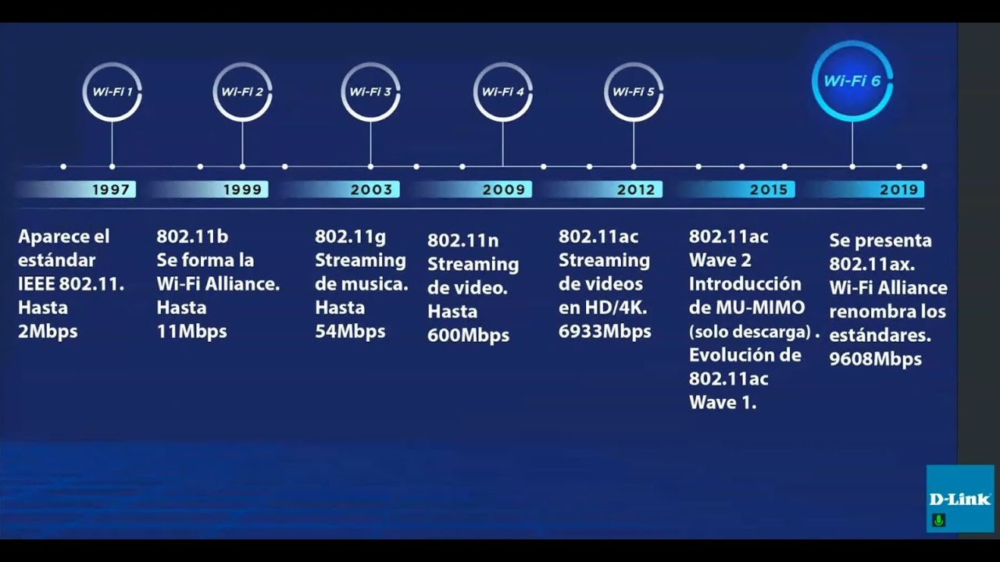 Wi-Fi 1
Wi-Fi 2
Wi-Fi 3
Wi-Fi 4
Wi-Fi 5
Wi-Fi 6
1997
1999
2003
2009
2012
2015
2019
Aparece el
estándar
IEEE 802.11.
Hasta
2Mbps
802.11b
Se forma la
Wi-Fi Alliance.
Hasta
11Mbps
802.11g
Streaming
de musica.
Hasta
54Mbps
802.11n
Streaming
de video.
Hasta
600Mbps
802.11ac
Streaming
de videos
en HD/4K.
6933Mbps
802.11ac
Wave 2
Introducción
de MU-MIMO
(solo descarga) .
Evolución de
802.11ac
Wave 1.
Se presenta
802.11ax.
Wi-Fi Alliance
renombra los
estándares.
9608Mbps
D-Link